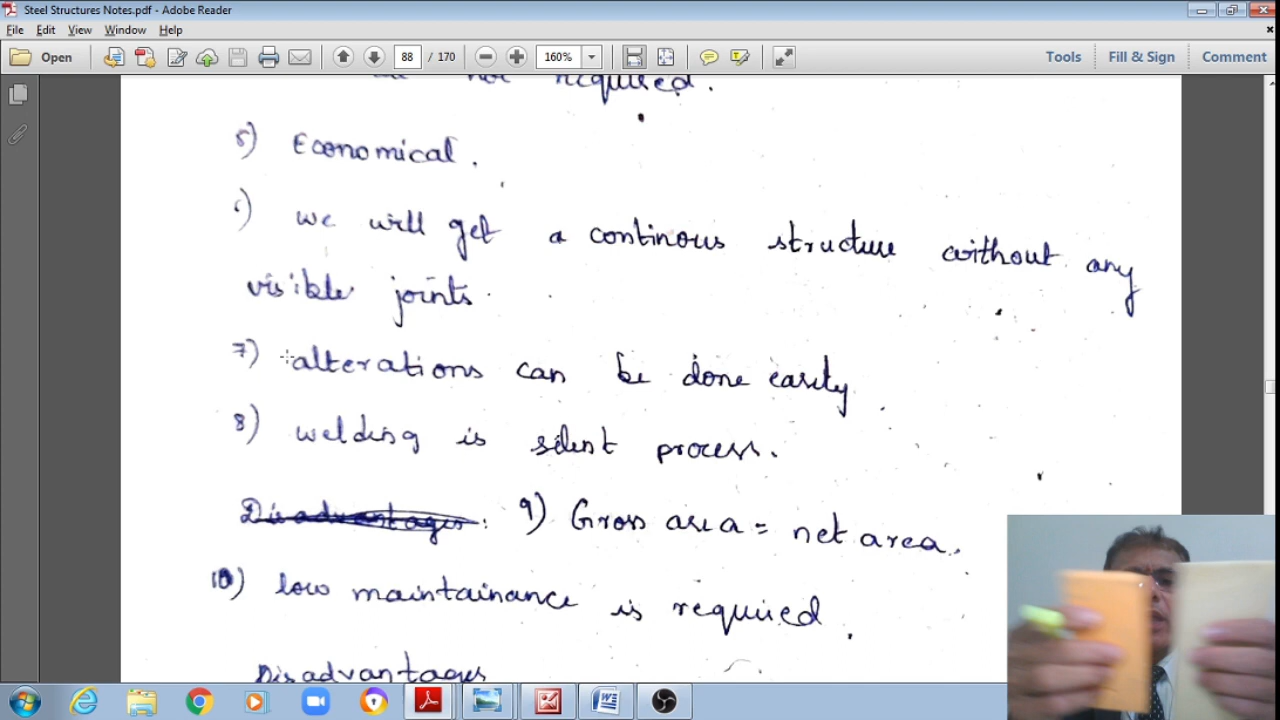 Steel Structures Notes.pdf - Adobe Reader
File Edit View Window Help
Open 88 / 170 160% Tools Fill & Sign Comment
not required.
5) Economical.
6) we will get a continous structure without any
visible joints.
7) alterations can be done easily.
8) welding is silent process.
Disadvantages: 9) Gross area = net area.
10) low maintainance is required.
Disadvantages